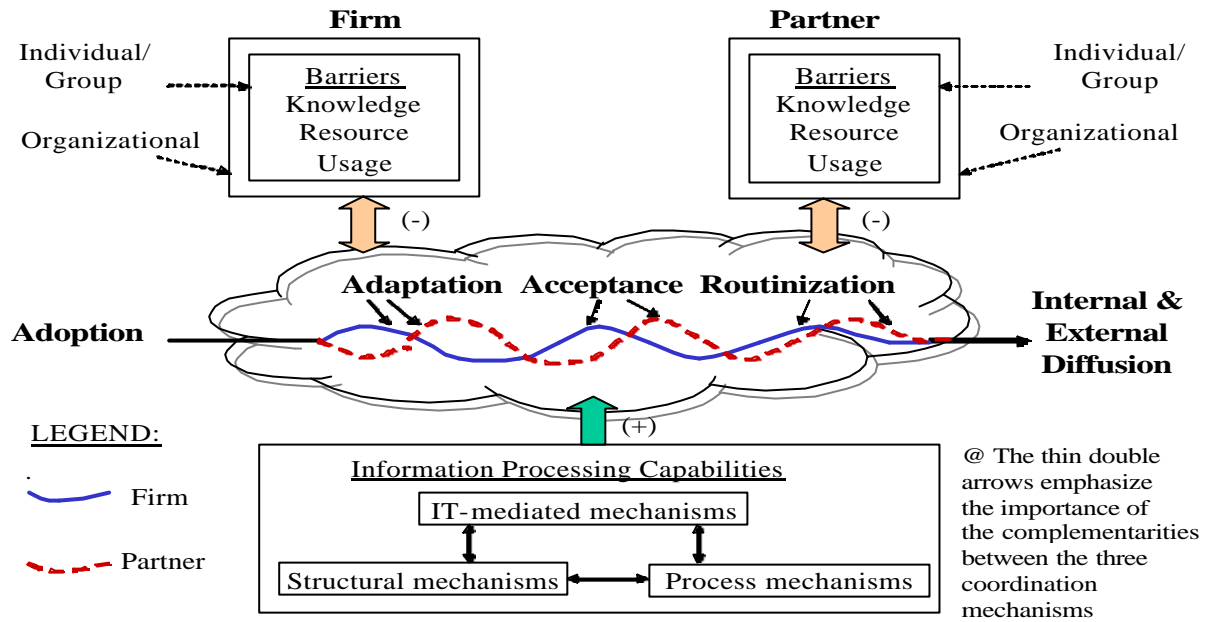 Firm
Partner
Individual/
Group
Organizational
Barriers
Knowledge
Resource
Usage
Barriers
Knowledge
Resource
Usage
Individual/
Group
Organizational
(-)
(-)
Adaptation
Acceptance
Routinization
Adoption
Internal &
External
Diffusion
(+)
LEGEND:
.
Firm
Partner
Information Processing Capabilities
IT-mediated mechanisms
Structural mechanisms
Process mechanisms
@ The thin double
arrows emphasize
the importance of
the complementarities
between the three
coordination
mechanisms